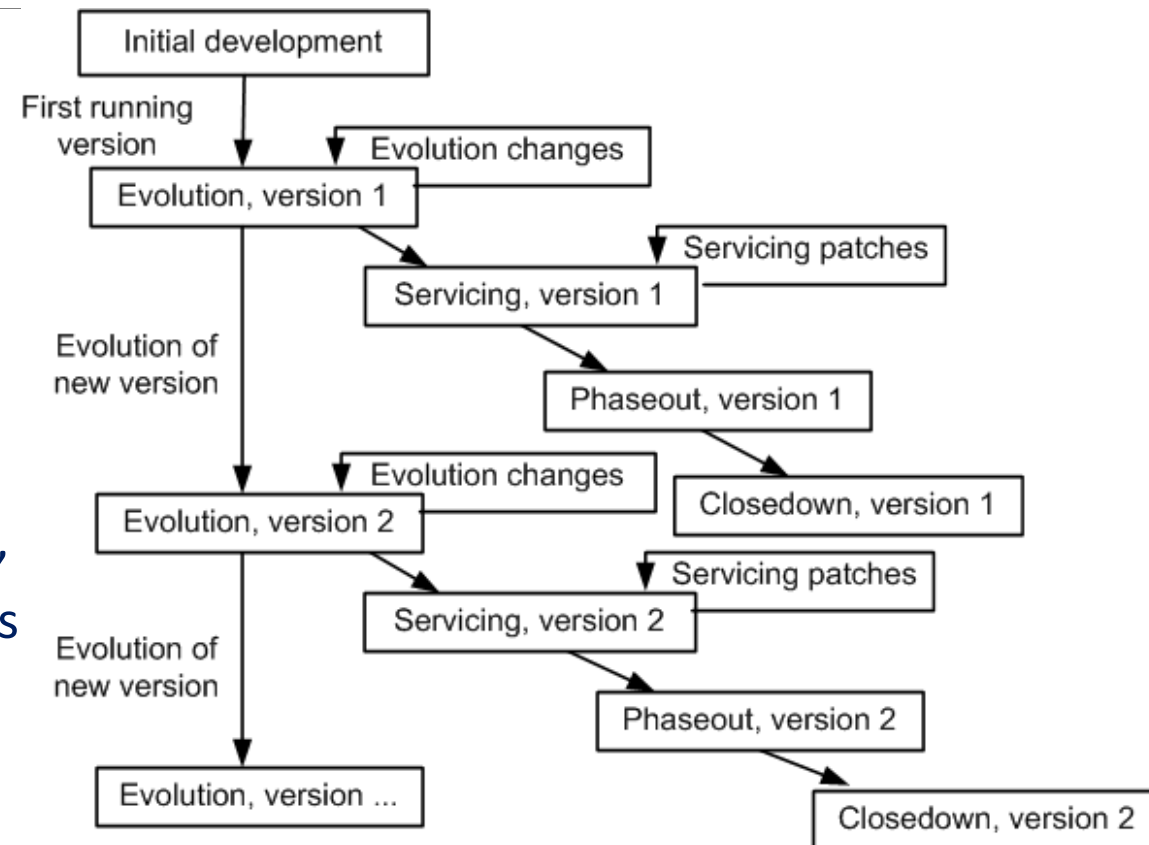 Initial development
First running
version
Evolution changes
Evolution, version 1
Servicing patches
Servicing, version 1
Evolution of
new version
Phaseout, version 1
Evolution changes
Closedown, version 1
Evolution, version 2
,
Servicing patches
s
Servicing, version 2
Evolution of
new version
Phaseout, version 2
Evolution, version ...
Closedown, version 2